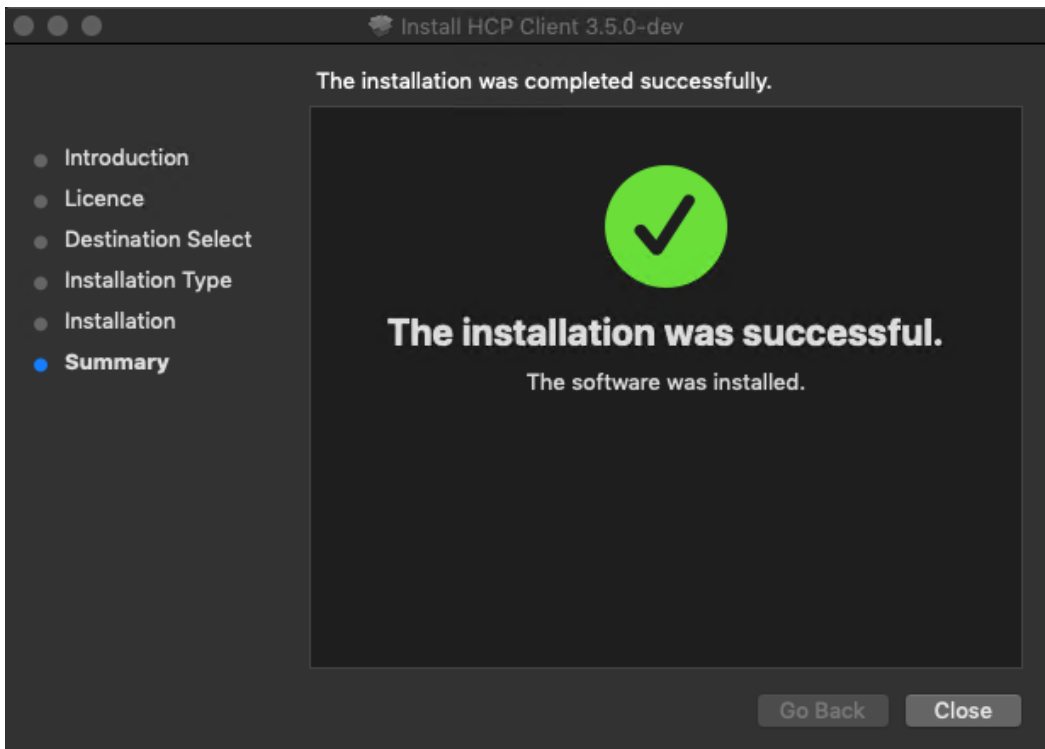 Install HCP Client 3.5.0-dev
The installation was completed successfully.
Introduction
Licence
Destination Select
Installation Type
Installation
Summary
The installation was successful.
The software was installed.
Go Back
Close